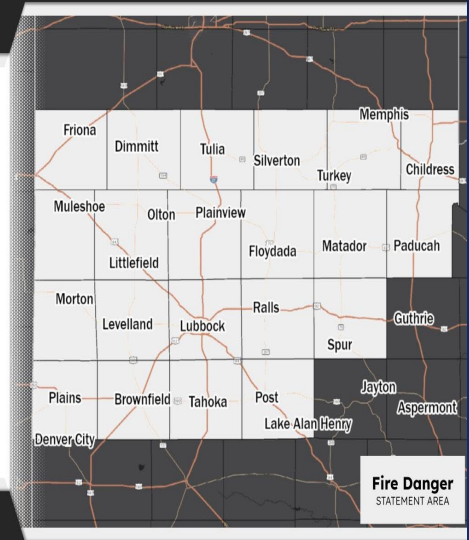 Memphis
Friona
Dimmitt
Tulia
Silverton
Turkey
Childress
Muleshoe
Olton
Plainview
Littlefield
Floydada
Matador
Paducah
Morton
Levelland
Lubbock
Ralls
Spur
Guthrie
Plains
Brownfield
Tahoka
Post
Jayton
Aspermont
Lake Alan Henry
Denver City
Fire Danger
STATEMENT AREA